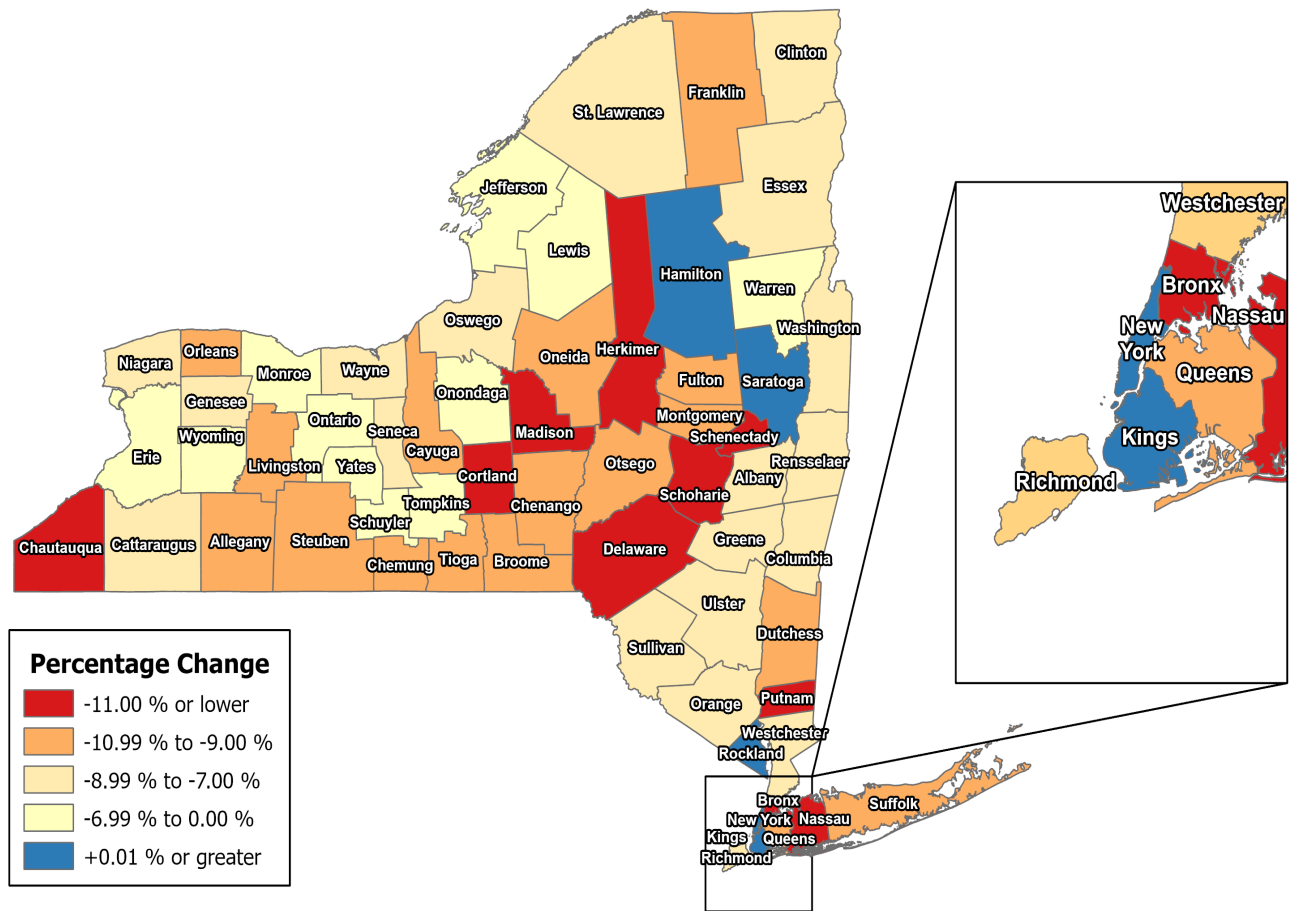 Clinton
Franklin
St. Lawrence
Jefferson
Essex
Westchester
Lewis
Hamilton
Bronx
Warren
Nassau
Oswego
New
York
Washington
Orleans
Niagara
Oneida
Herkimer
Wayne
Monroe
Queens
Fulton
Saratoga
Onondaga
Genesee
Montgomery
Ontario
Seneca
Madison
Schenectady
Kings
Wyoming
Cayuga
Erie
Livingston
Yates
Otsego
Rensselaer
Cortland
Albany
Richmond
Schoharie
Tompkins
Chenango
Schuyler
Chautauqua
Cattaraugus
Allegany
Steuben
Greene
Delaware
Columbia
Chemung
Tioga
Broome
Ulster
Dutchess
Sullivan
Percentage Change
Putnam
-11.00 % or lower
Orange
Westchester
-10.99 % to -9.00 %
Rockland
-8.99 % to -7.00 %
Bronx
Suffolk
-6.99 % to 0.00 %
New York
Nassau
Kings
Queens
+0.01 % or greater
Richmond